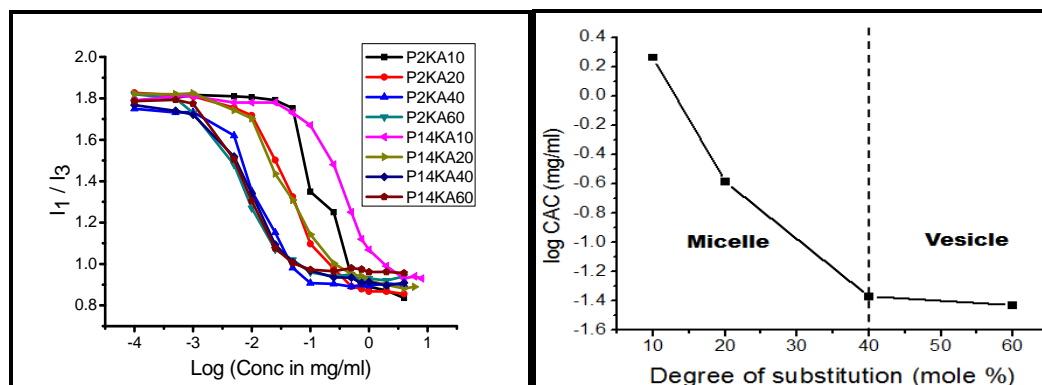 2.0
1.8
1.6
1.4
1.2
1.0
0.8
I1 / I3
-4 -3 -2 -1 0 1
Log (Conc in mg/ml)
P2KA10
P2KA20
P2KA40
P2KA60
P14KA10
P14KA20
P14KA40
P14KA60
0.4
0.2
0.0
-0.2
-0.4
-0.6
-0.8
-1.0
-1.2
-1.4
-1.6
log CAC (mg/ml)
Micelle Vesicle
10 20 30 40 50 60
Degree of substitution (mole %)